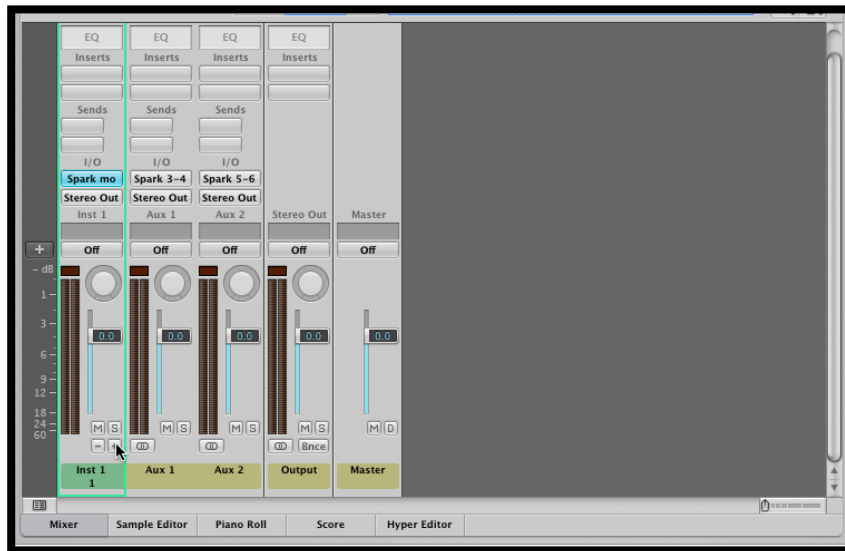 EQ EQ EQ EQ
Inserts Inserts Inserts Inserts
Sends Sends Sends
I/O I/O I/O
Spark mo Spark 3-4 Spark 5-6
Stereo Out Stereo Out Stereo Out
Inst 1 Aux 1 Aux 2 Stereo Out Master
+ Off Off Off Off Off
- dB
1
3 0.0 0.0 0.0 0.0 0.0
6
9
12
18
24 M S M S M S M S M D
60
- + Bnce
Inst 1 Aux 1 Aux 2 Output Master
1
Mixer Sample Editor Piano Roll Score Hyper Editor